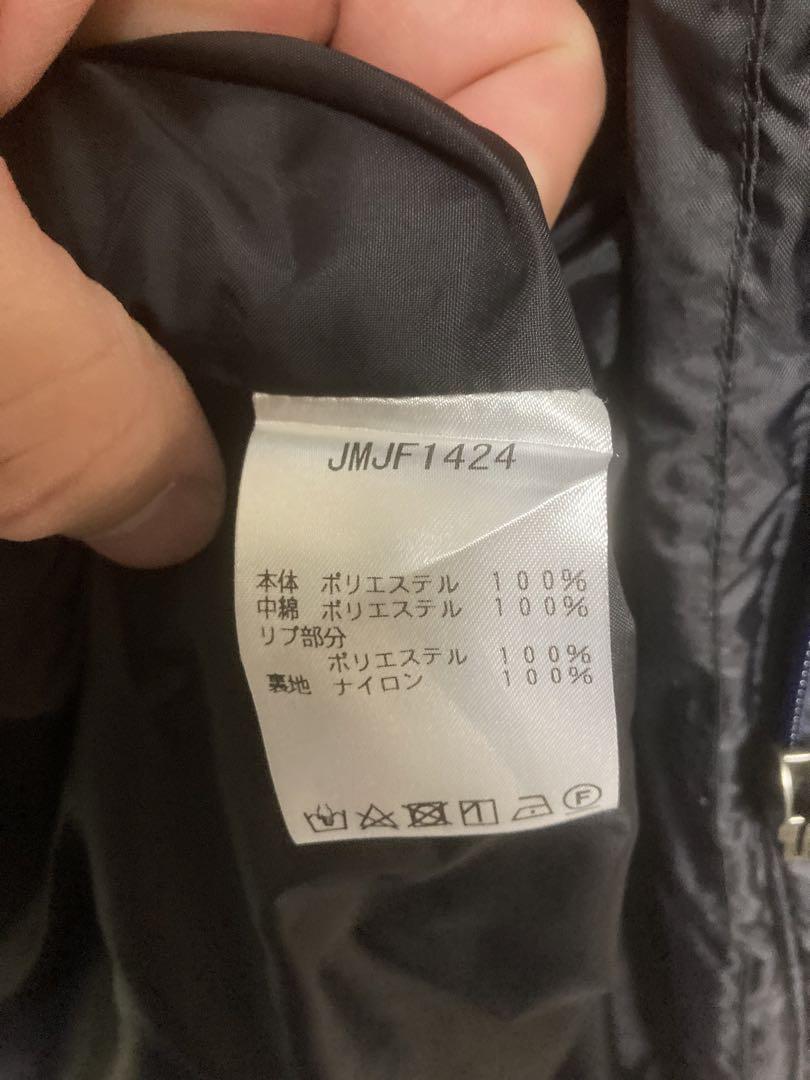 JMJF1424
本体 ポリエステル 100%
中綿 ポリエステル 100%
リブ部分
ポリエステル 100%
裏地 ナイロン 100%
F